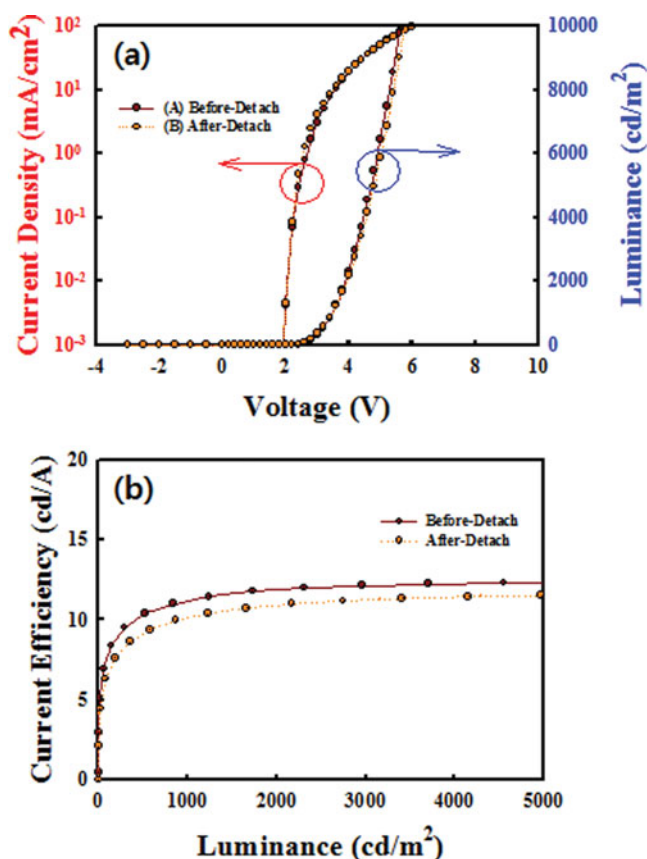 (a)
(A) Before-Detach
(B) After-Detach
Current Density (mA/cm²)
10²
10¹
10⁰
10⁻¹
10⁻²
10⁻³
Luminance (cd/m²)
10000
8000
6000
4000
2000
0
-4 -2 0 2 4 6 8 10
Voltage (V)
(b)
Before-Detach
After-Detach
Current Efficiency (cd/A)
20
15
10
5
0
0 1000 2000 3000 4000 5000
Luminance (cd/m²)